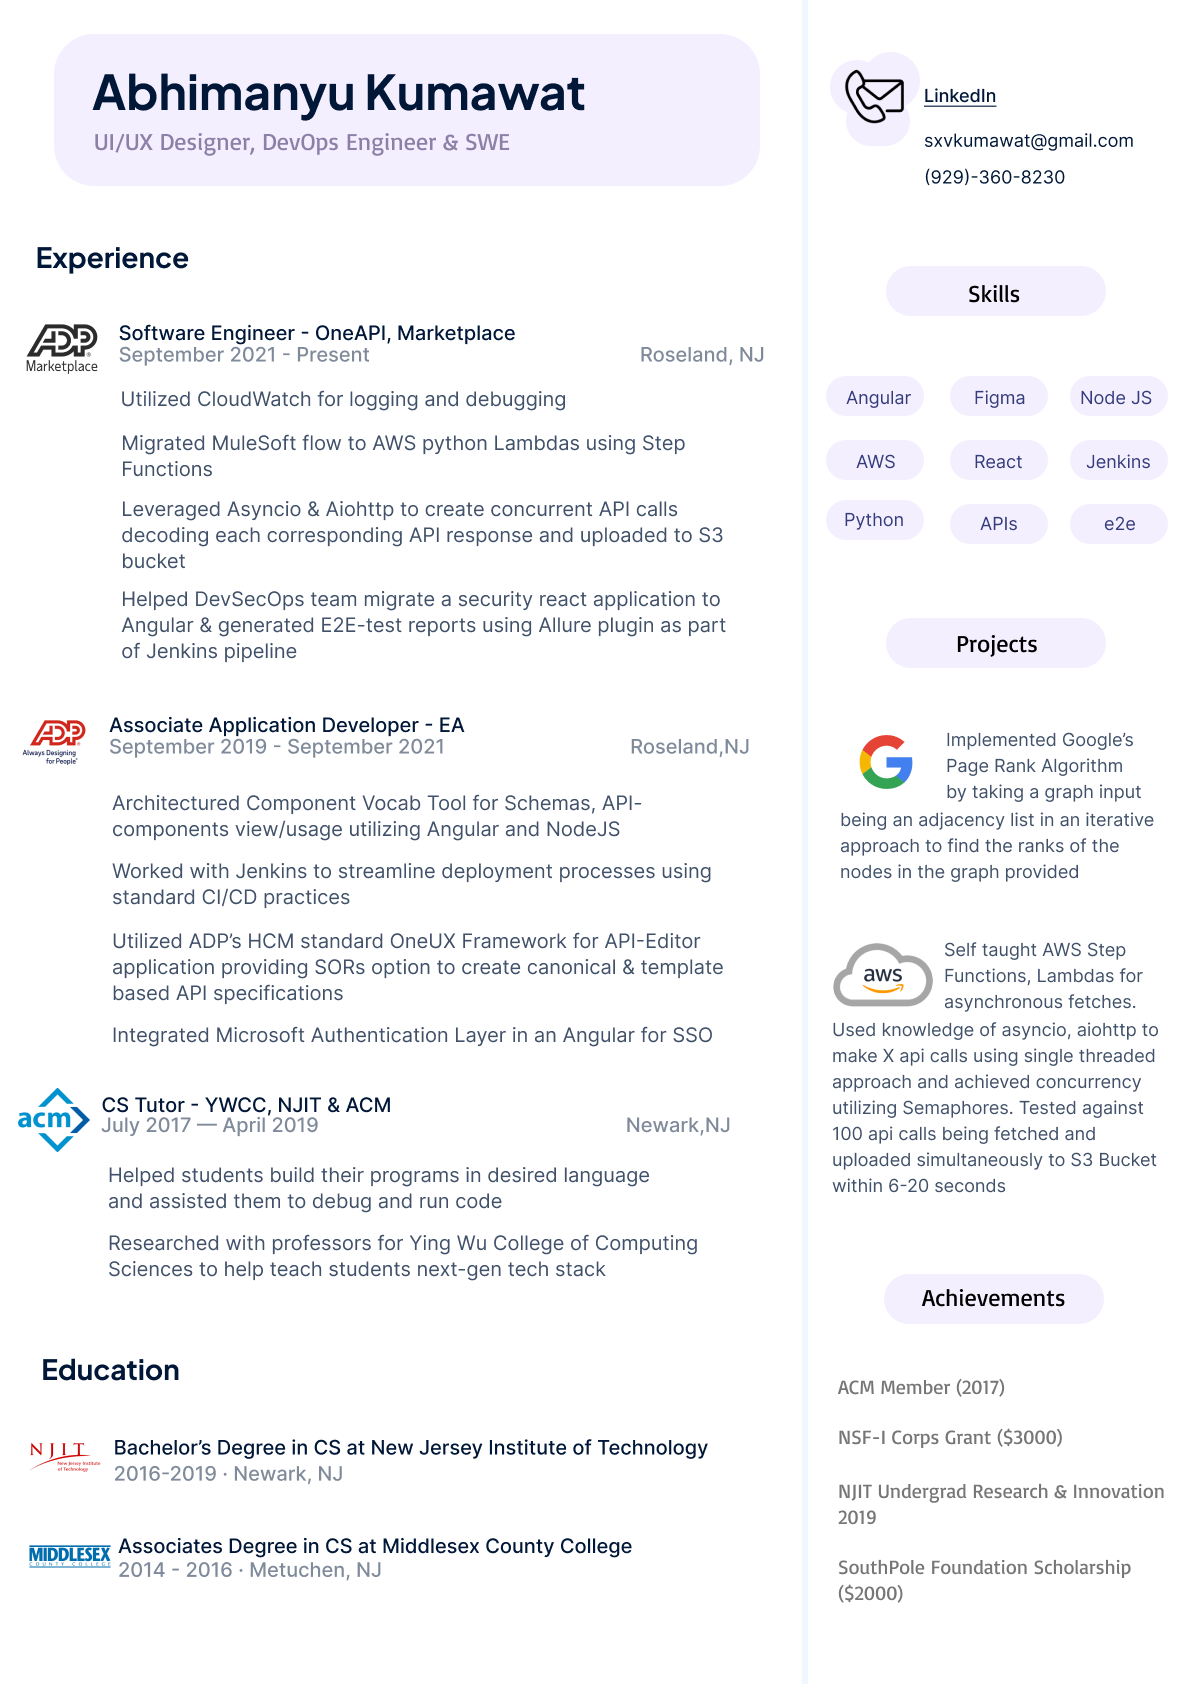 Abhimanyu Kumawat
UI/UX Designer, DevOps Engineer & SWE
Experience
ADP
Marketplace
Software Engineer - OneAPI, Marketplace
September 2021 - Present
Roseland, NJ
Utilized CloudWatch for logging and debugging
Migrated MuleSoft flow to AWS python Lambdas using Step
Functions
Leveraged Asyncio & Aiohttp to create concurrent API calls
decoding each corresponding API response and uploaded to S3
bucket
Helped DevSecOps team migrate a security react application to
Angular & generated E2E-test reports using Allure plugin as part
of Jenkins pipeline
ADP
Always Designing
for People®
Associate Application Developer - EA
September 2019 - September 2021
Roseland,NJ
Architectured Component Vocab Tool for Schemas, API-
components view/usage utilizing Angular and NodeJS
Worked with Jenkins to streamline deployment processes using
standard CI/CD practices
Utilized ADP’s HCM standard OneUX Framework for API-Editor
application providing SORs option to create canonical & template
based API specifications
Integrated Microsoft Authentication Layer in an Angular for SSO
acm
CS Tutor - YWCC, NJIT & ACM
July 2017 — April 2019
Newark,NJ
Helped students build their programs in desired language
and assisted them to debug and run code
Researched with professors for Ying Wu College of Computing
Sciences to help teach students next-gen tech stack
Education
NJIT
New Jersey Institute
of Technology
Bachelor’s Degree in CS at New Jersey Institute of Technology
2016-2019 · Newark, NJ
MIDDLESEX
COUNTY COLLEGE
Associates Degree in CS at Middlesex County College
2014 - 2016 · Metuchen, NJ
LinkedIn
sxvkumawat@gmail.com
(929)-360-8230
Skills
Angular
Figma
Node JS
AWS
React
Jenkins
Python
APIs
e2e
Projects
G
Implemented Google’s
Page Rank Algorithm
by taking a graph input
being an adjacency list in an iterative
approach to find the ranks of the
nodes in the graph provided
aws
Self taught AWS Step
Functions, Lambdas for
asynchronous fetches.
Used knowledge of asyncio, aiohttp to
make X api calls using single threaded
approach and achieved concurrency
utilizing Semaphores. Tested against
100 api calls being fetched and
uploaded simultaneously to S3 Bucket
within 6-20 seconds
Achievements
ACM Member (2017)
NSF-I Corps Grant ($3000)
NJIT Undergrad Research & Innovation
2019
SouthPole Foundation Scholarship
($2000)